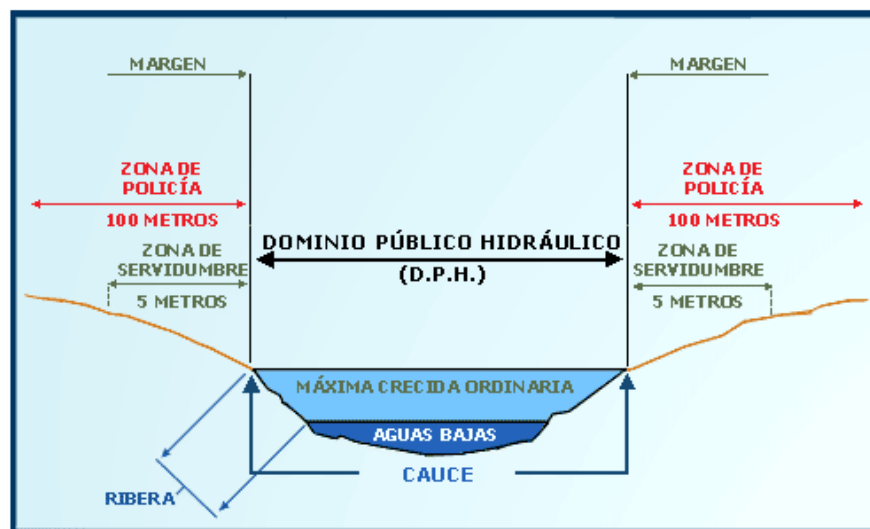 MARGEN
MARGEN
ZONA DE
POLICÍA
100 METROS
ZONA DE
POLICÍA
100 METROS
DOMINIO PÚBLICO HIDRÁULICO
(D.P.H.)
ZONA DE
SERVIDUMBRE
5 METROS
ZONA DE
SERVIDUMBRE
5 METROS
MÁXIMA CRECIDA ORDINARIA
AGUAS BAJAS
CAUCE
RIBERA